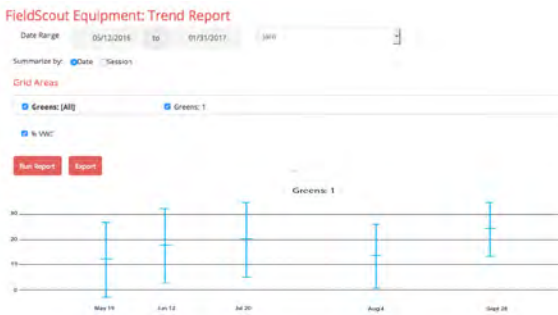 FieldScout Equipment: Trend Report
Date Range 05/12/2016 to 01/31/2017
Summarize by: Date Session
Grid Areas
Greens: [All] Greens: 1
% VWC
Run Report Export
Greens: 1
30
20
10
0
May 19 Jun 12 Jul 20 Aug 4 Sept 28